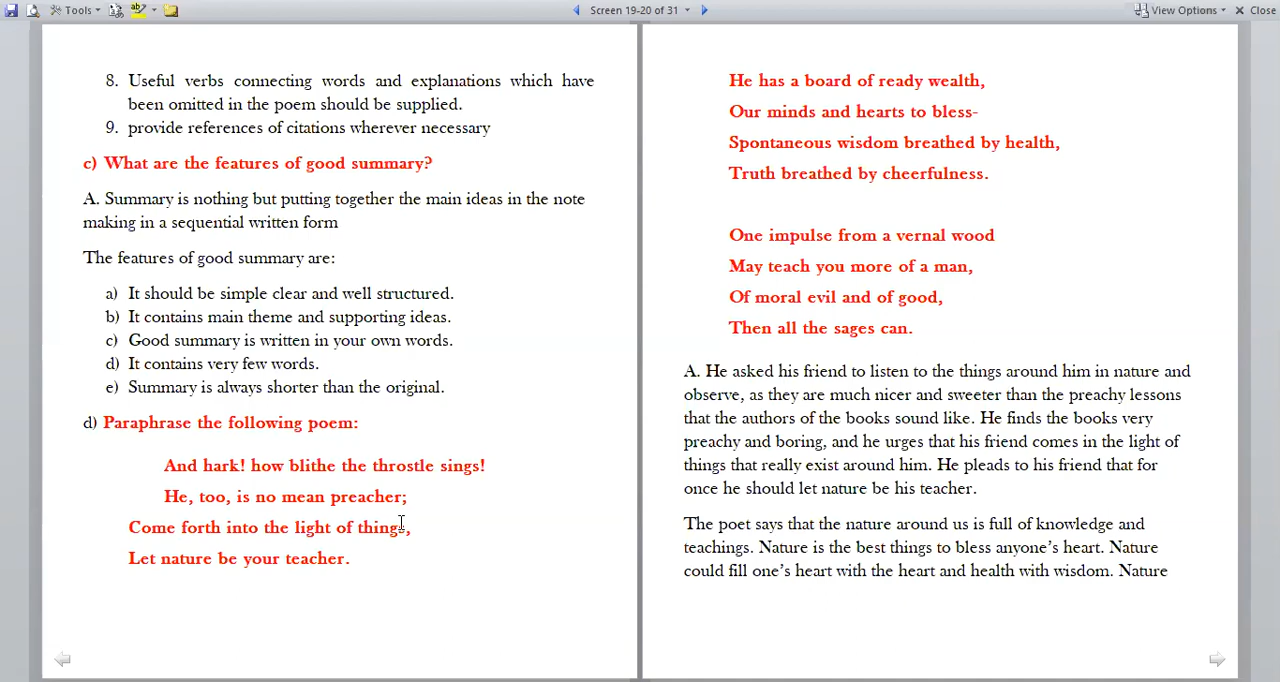 Tools
Screen 19-20 of 31
View Options
Close
8. Useful verbs connecting words and explanations which have
been omitted in the poem should be supplied.
9. provide references of citations wherever necessary
c) What are the features of good summary?
A. Summary is nothing but putting together the main ideas in the note
making in a sequential written form
The features of good summary are:
a) It should be simple clear and well structured.
b) It contains main theme and supporting ideas.
c) Good summary is written in your own words.
d) It contains very few words.
e) Summary is always shorter than the original.
d) Paraphrase the following poem:
And hark! how blithe the throstle sings!
He, too, is no mean preacher;
Come forth into the light of things,
Let nature be your teacher.
He has a board of ready wealth,
Our minds and hearts to bless-
Spontaneous wisdom breathed by health,
Truth breathed by cheerfulness.
One impulse from a vernal wood
May teach you more of a man,
Of moral evil and of good,
Then all the sages can.
A. He asked his friend to listen to the things around him in nature and
observe, as they are much nicer and sweeter than the preachy lessons
that the authors of the books sound like. He finds the books very
preachy and boring, and he urges that his friend comes in the light of
things that really exist around him. He pleads to his friend that for
once he should let nature be his teacher.
The poet says that the nature around us is full of knowledge and
teachings. Nature is the best things to bless anyone's heart. Nature
could fill one's heart with the heart and health with wisdom. Nature